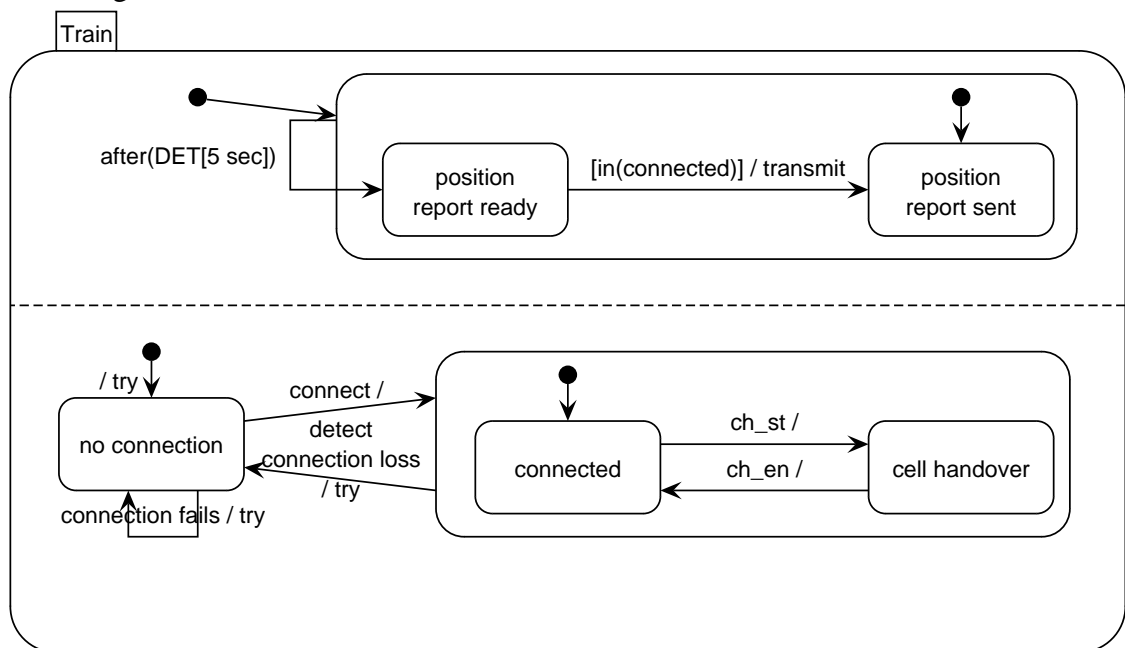 Train
after(DET[5 sec])
position
report ready
[in(connected)] / transmit
position
report sent
/ try
no connection
connect /
detect
connection loss
/ try
connection fails / try
connected
ch_st /
ch_en /
cell handover